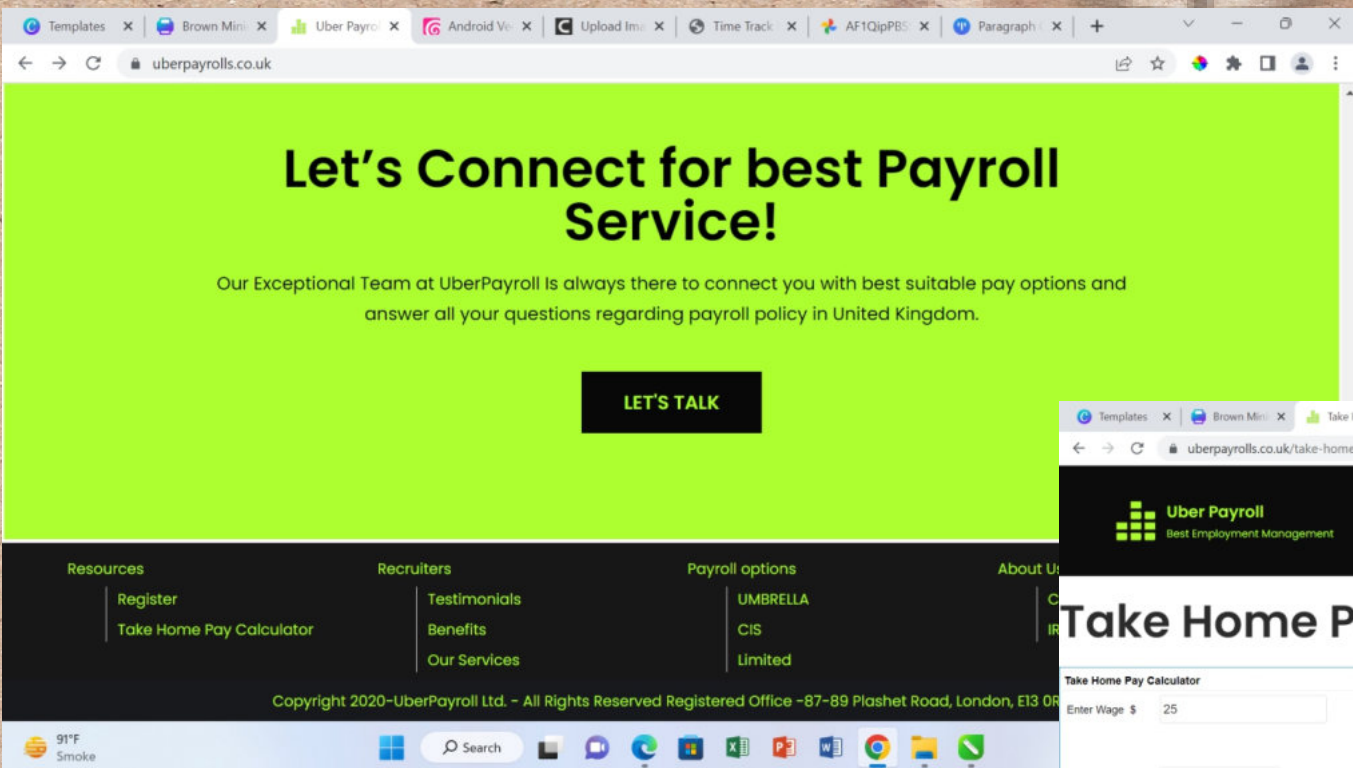 Templates
Brown Mini
Uber Payrol
Android Ve
Upload Ima
Time Track
AF1QipPBS
Paragraph
uberpayrolls.co.uk
Let's Connect for best Payroll
Service!
Our Exceptional Team at UberPayroll Is always there to connect you with best suitable pay options and
answer all your questions regarding payroll policy in United Kingdom.
LET'S TALK
Resources
Register
Take Home Pay Calculator
Recruiters
Testimonials
Benefits
Our Services
Payroll options
UMBRELLA
CIS
Limited
About Us
C
IR
Copyright 2020-UberPayroll Ltd. - All Rights Reserved Registered Office -87-89 Plashet Road, London, E13 0R
91°F
Smoke
Search
Templates
Brown Mini
Take
uberpayrolls.co.uk/take-home
Uber Payroll
Best Employment Management
Take Home P
Take Home Pay Calculator
Enter Wage $ 25